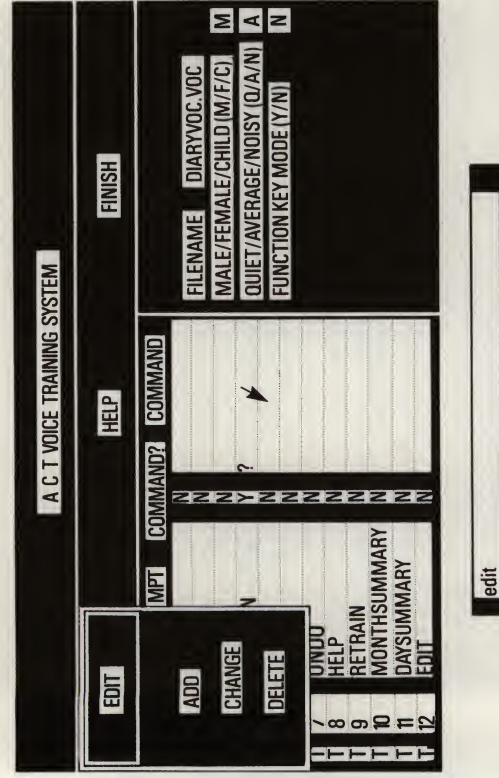 A C T VOICE TRAINING SYSTEM
EDIT HELP FINISH
ADD
CHANGE
DELETE
MPT COMMAND? COMMAND
N
N
N
N Y ?
N
N
UNDO N
T 8 HELP N
T 9 RETRAIN N
T 10 MONTHSUMMARY N
T 11 DAYSUMMARY N
T 12 EDIT N
FILENAME DIARYVOC.VOC
MALE/FEMALE/CHILD (M/F/C) M
QUIET/AVERAGE/NOISY (Q/A/N) A
FUNCTION KEY MODE (Y/N) N
edit